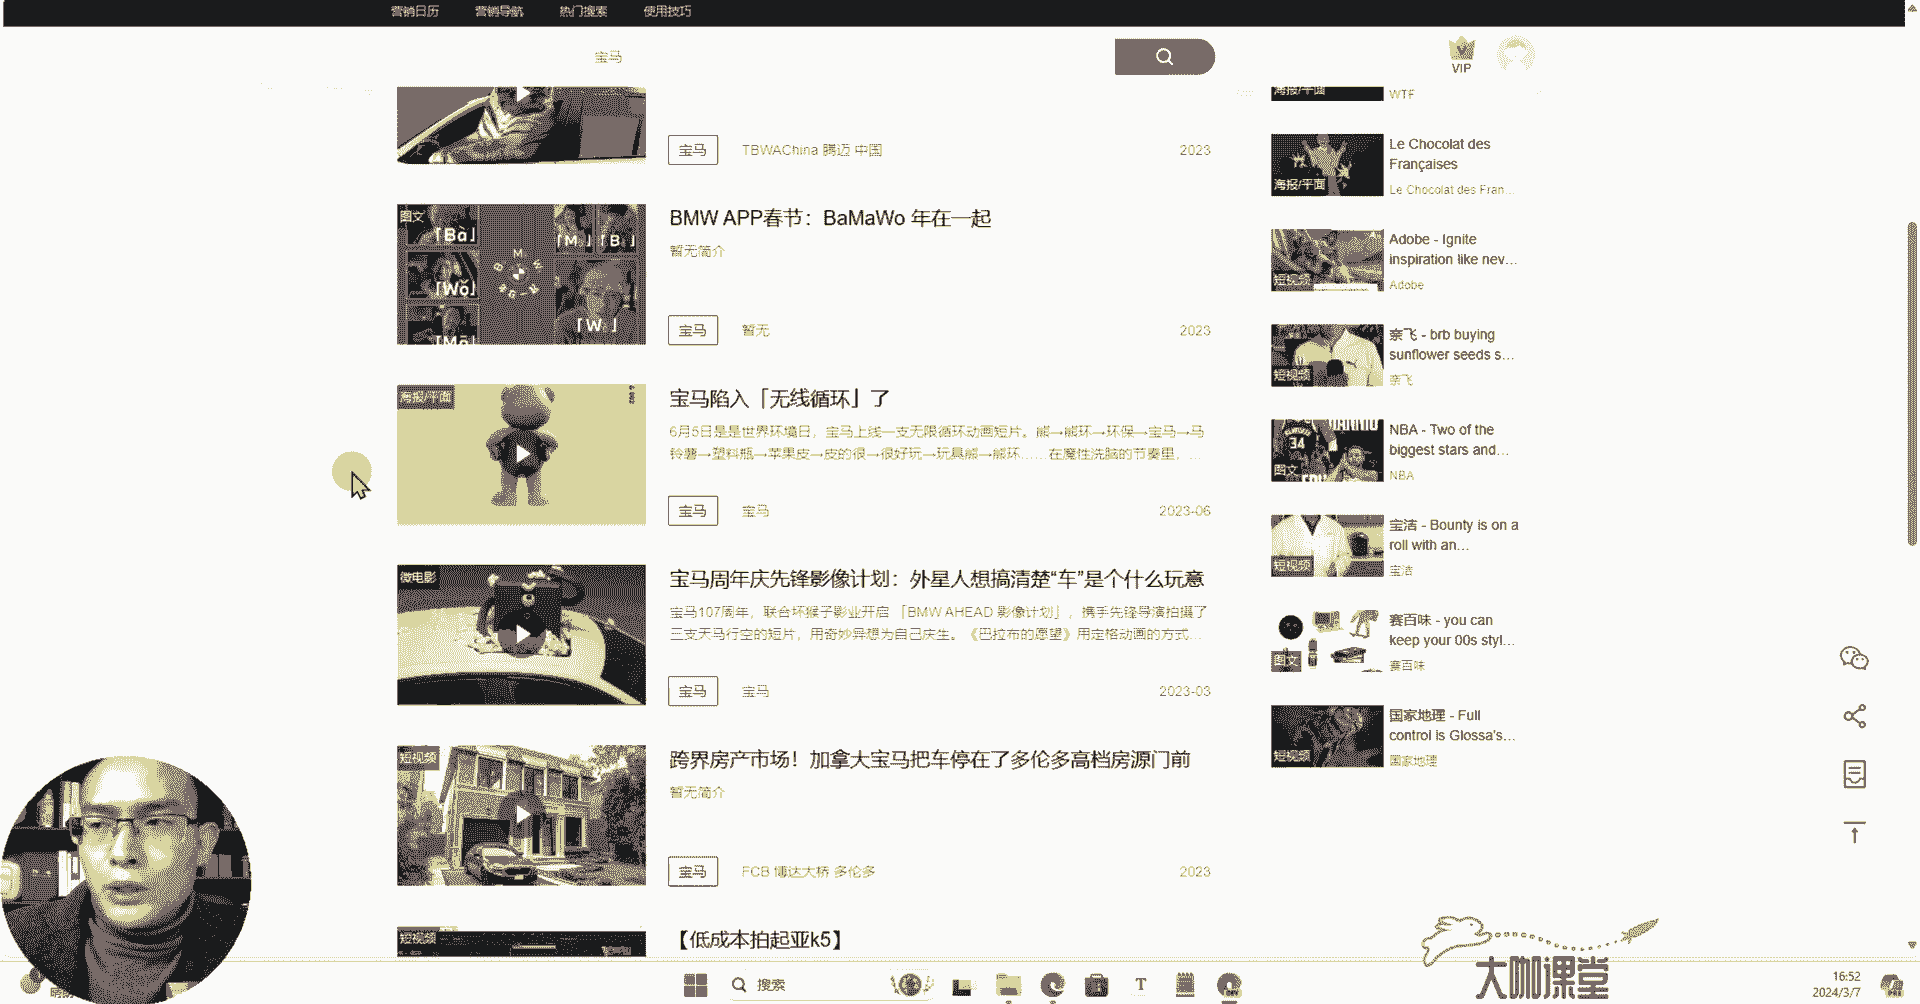 营销日历 营销导航 热门搜索 使用技巧
宝马
VIP
宝马 TBWAChina 腾迈 中国 2023
图文
「Bà」
「M」「B」
「Wǒ」
「W」
「Mǎ」
BMW APP春节：BaMaWo 年在一起
暂无简介
宝马 暂无 2023
海报/平面
宝马陷入「无线循环」了
6月5日是是世界环境日，宝马上线一支无限循环动画短片。熊→熊环→环保→宝马→马
铃薯→塑料瓶→苹果皮→皮的很→很好玩→玩具熊→熊环……在魔性洗脑的节奏里，...
宝马 宝马 2023-06
微电影
宝马周年庆先锋影像计划：外星人想搞清楚“车”是个什么玩意
宝马107周年，联合坏猴子影业开启「BMW AHEAD 影像计划」，携手先锋导演拍摄了
三支天马行空的短片，用奇妙异想为自己庆生。《巴拉布的愿望》用定格动画的方式...
宝马 宝马 2023-03
短视频
跨界房产市场！加拿大宝马把车停在了多伦多高档房源门前
暂无简介
宝马 FCB 博达大桥 多伦多 2023
短视频
【低成本拍起亚k5】
海报/平面
WTF
海报/平面
Le Chocolat des
Françaises
Le Chocolat des Fran...
短视频
Adobe - Ignite
inspiration like nev...
Adobe
短视频
奈飞 - brb buying
sunflower seeds s...
奈飞
34
图文
NBA - Two of the
biggest stars and...
NBA
短视频
宝洁 - Bounty is on a
roll with an...
宝洁
图文
赛百味 - you can
keep your 00s styl...
赛百味
短视频
国家地理 - Full
control is Glossa's...
国家地理
大咖课堂
搜索
T
DEV
16:52
2024/3/7